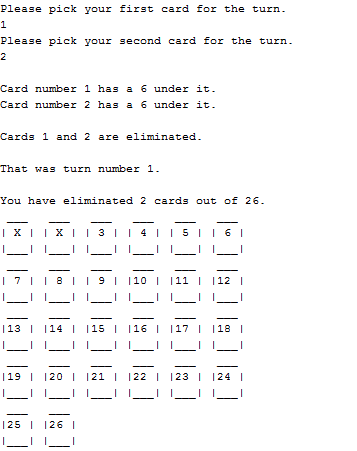 Please pick your first card for the turn.
1
Please pick your second card for the turn.
2
Card number 1 has a 6 under it.
Card number 2 has a 6 under it.
Cards 1 and 2 are eliminated.
That was turn number 1.
You have eliminated 2 cards out of 26.
 ___   ___   ___   ___   ___   ___
| X | | X | | 3 | | 4 | | 5 | | 6 |
|___| |___| |___| |___| |___| |___|
 ___   ___   ___   ___   ___   ___
| 7 | | 8 | | 9 | |10 | |11 | |12 |
|___| |___| |___| |___| |___| |___|
 ___   ___   ___   ___   ___   ___
|13 | |14 | |15 | |16 | |17 | |18 |
|___| |___| |___| |___| |___| |___|
 ___   ___   ___   ___   ___   ___
|19 | |20 | |21 | |22 | |23 | |24 |
|___| |___| |___| |___| |___| |___|
 ___   ___
|25 | |26 |
|___| |___|